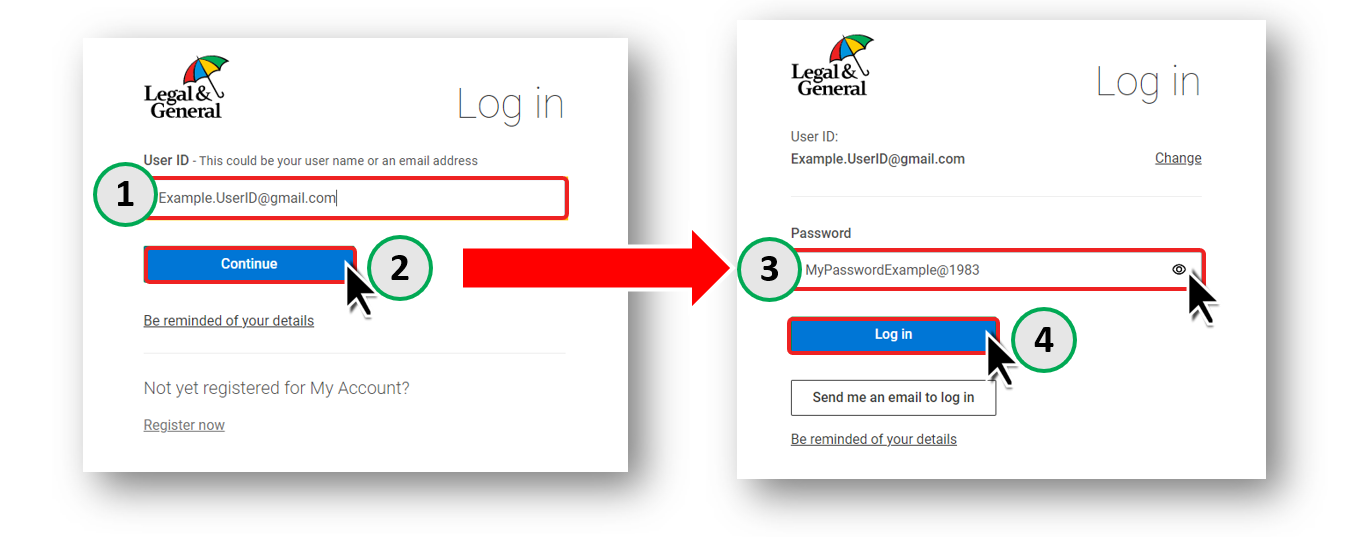 Legal &
General
Log in
User ID - This could be your user name or an email address
1
Example.UserID@gmail.com
Continue
2
Be reminded of your details
Not yet registered for My Account?
Register now
Legal &
General
Log in
User ID:
Example.UserID@gmail.com
Change
Password
3
MyPasswordExample@1983
Log in
4
Send me an email to log in
Be reminded of your details